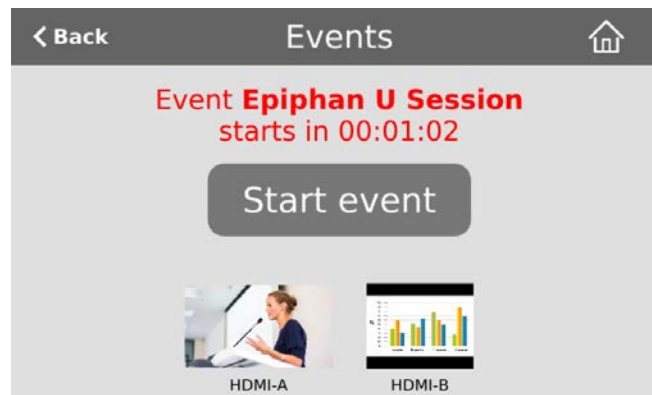 Back
Events
Event Epiphan U Session
starts in 00:01:02
Start event
HDMI-A
HDMI-B